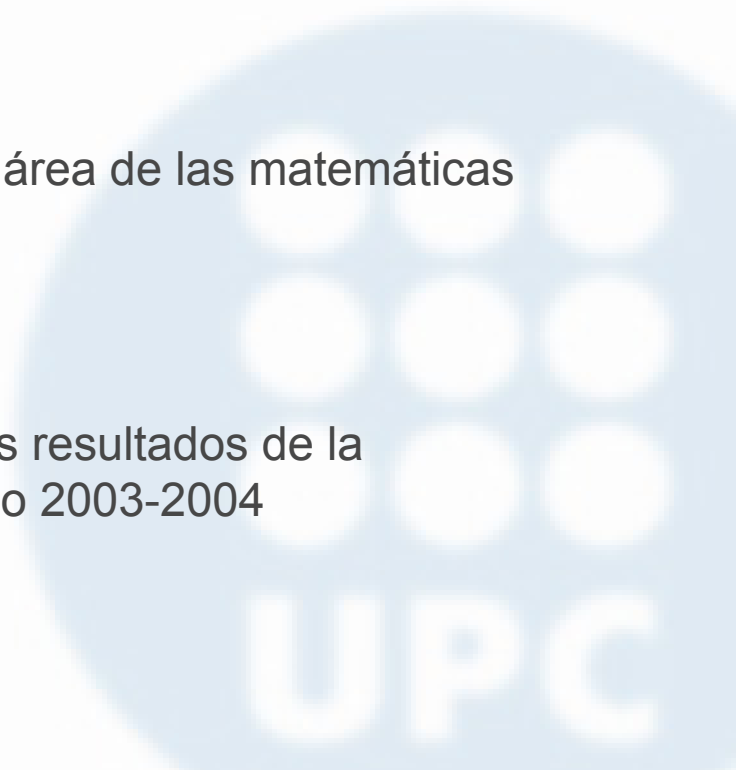 área de las matemáticas
s resultados de la
o 2003-2004
UPC